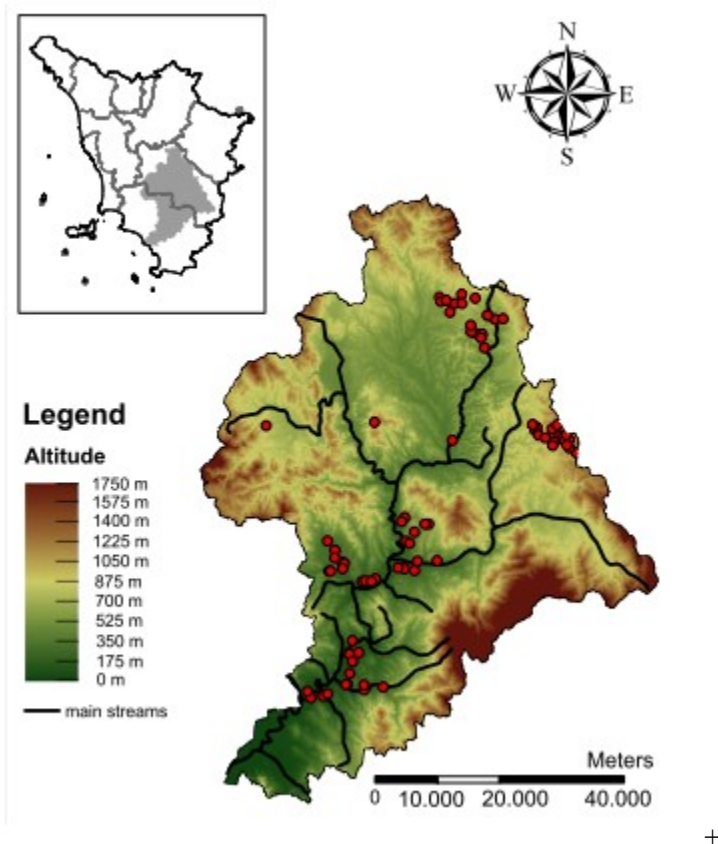 N
W E
S
Legend
Altitude
1750 m
1575 m
1400 m
1225 m
1050 m
875 m
700 m
525 m
350 m
175 m
0 m
main streams
Meters
0 10.000 20.000 40.000
+